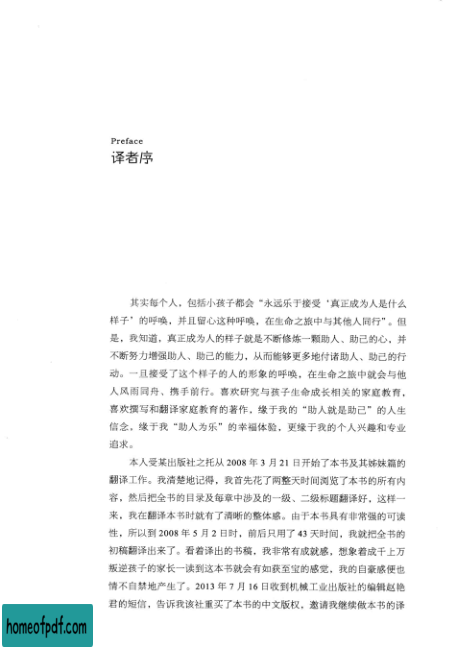 Preface
译者序
其实每个人，包括小孩子都会“永远乐于接受‘真正成为人是什么
样子’的呼唤，并且留心这种呼唤，在生命之旅中与其他人同行”。但
是，我知道，真正成为人的样子就是不断修炼一颗助人、助己的心，并
不断努力增强助人、助己的能力，从而能够更多地付诸助人、助己的行
动。一旦接受了这个样子的人的形象的呼唤，在生命之旅中就会与他
人风雨同舟、携手前行。喜欢研究与孩子生命成长相关的家庭教育，
喜欢撰写和翻译家庭教育的著作，缘于我的“助人就是助己”的人生
信念，缘于我“助人为乐”的幸福体验，更缘于我的个人兴趣和专业
追求。
本人受某出版社之托从 2008 年 3 月 21 日开始了本书及其姊妹篇的
翻译工作。我清楚地记得，我首先花了两整天时间浏览了本书的所有内
容，然后把全书的目录及每章中涉及的一级、二级标题翻译好，这样一
来，我在翻译本书时就有了清晰的整体感。由于本书具有非常强的可读
性，所以到 2008 年 5 月 2 日时，前后只用了 43 天时间，我就把全书的
初稿翻译出来了。看着译出的书稿，我非常有成就感，想象着成千上万
叛逆孩子的家长一读到这本书就会有如获至宝的感觉，我的自豪感便也
情不自禁地产生了。2013 年 7 月 16 日收到机械工业出版社的编辑赵艳
君的短信，告诉我该社重买了本书的中文版权，邀请我继续做本书的译
homeofpdf.com